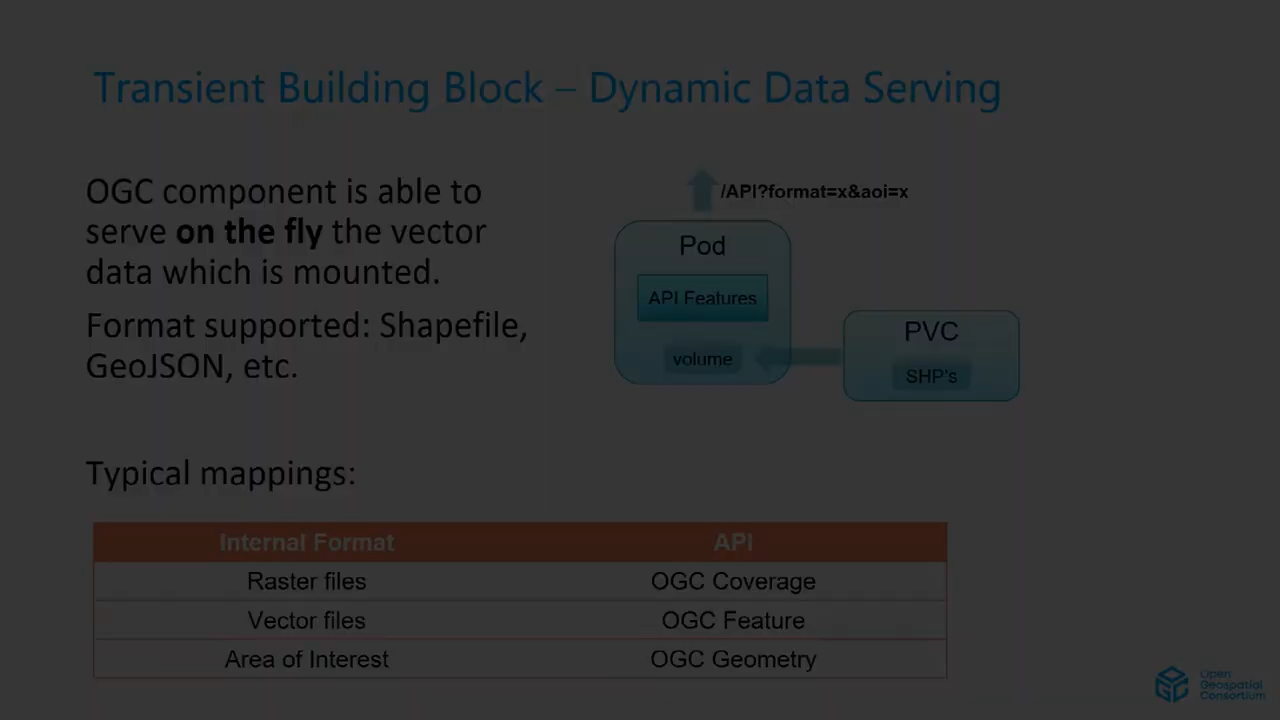 Transient Building Block – Dynamic Data Serving
OGC component is able to
serve on the fly the vector
data which is mounted.
Format supported: Shapefile,
GeoJSON, etc.
/API?format=x&aoi=x
Pod
API Features
volume
PVC
SHP's
Typical mappings:
Internal Format API
Raster files OGC Coverage
Vector files OGC Feature
Area of Interest OGC Geometry
Open
Geospatial
Consortium